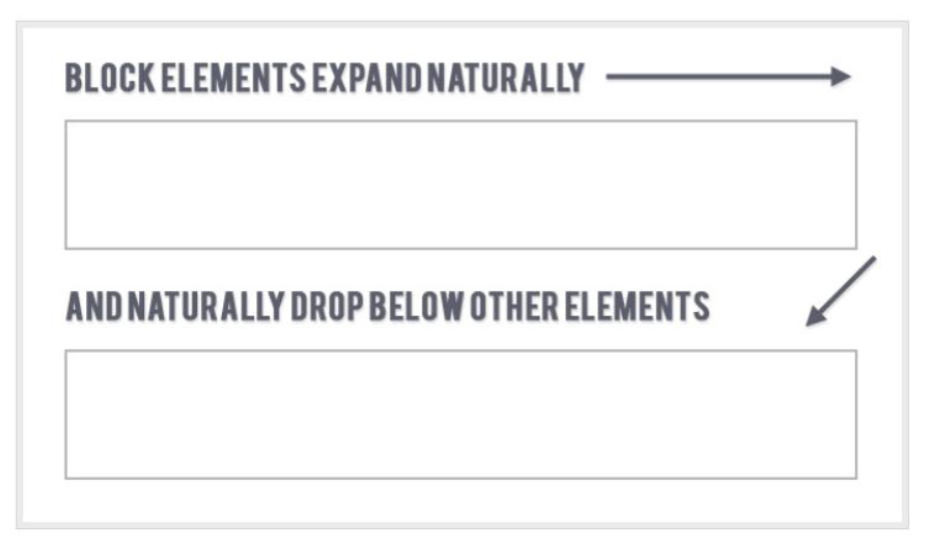 BLOCK ELEMENTS EXPAND NATURALLY
AND NATURALLY DROP BELOW OTHER ELEMENTS